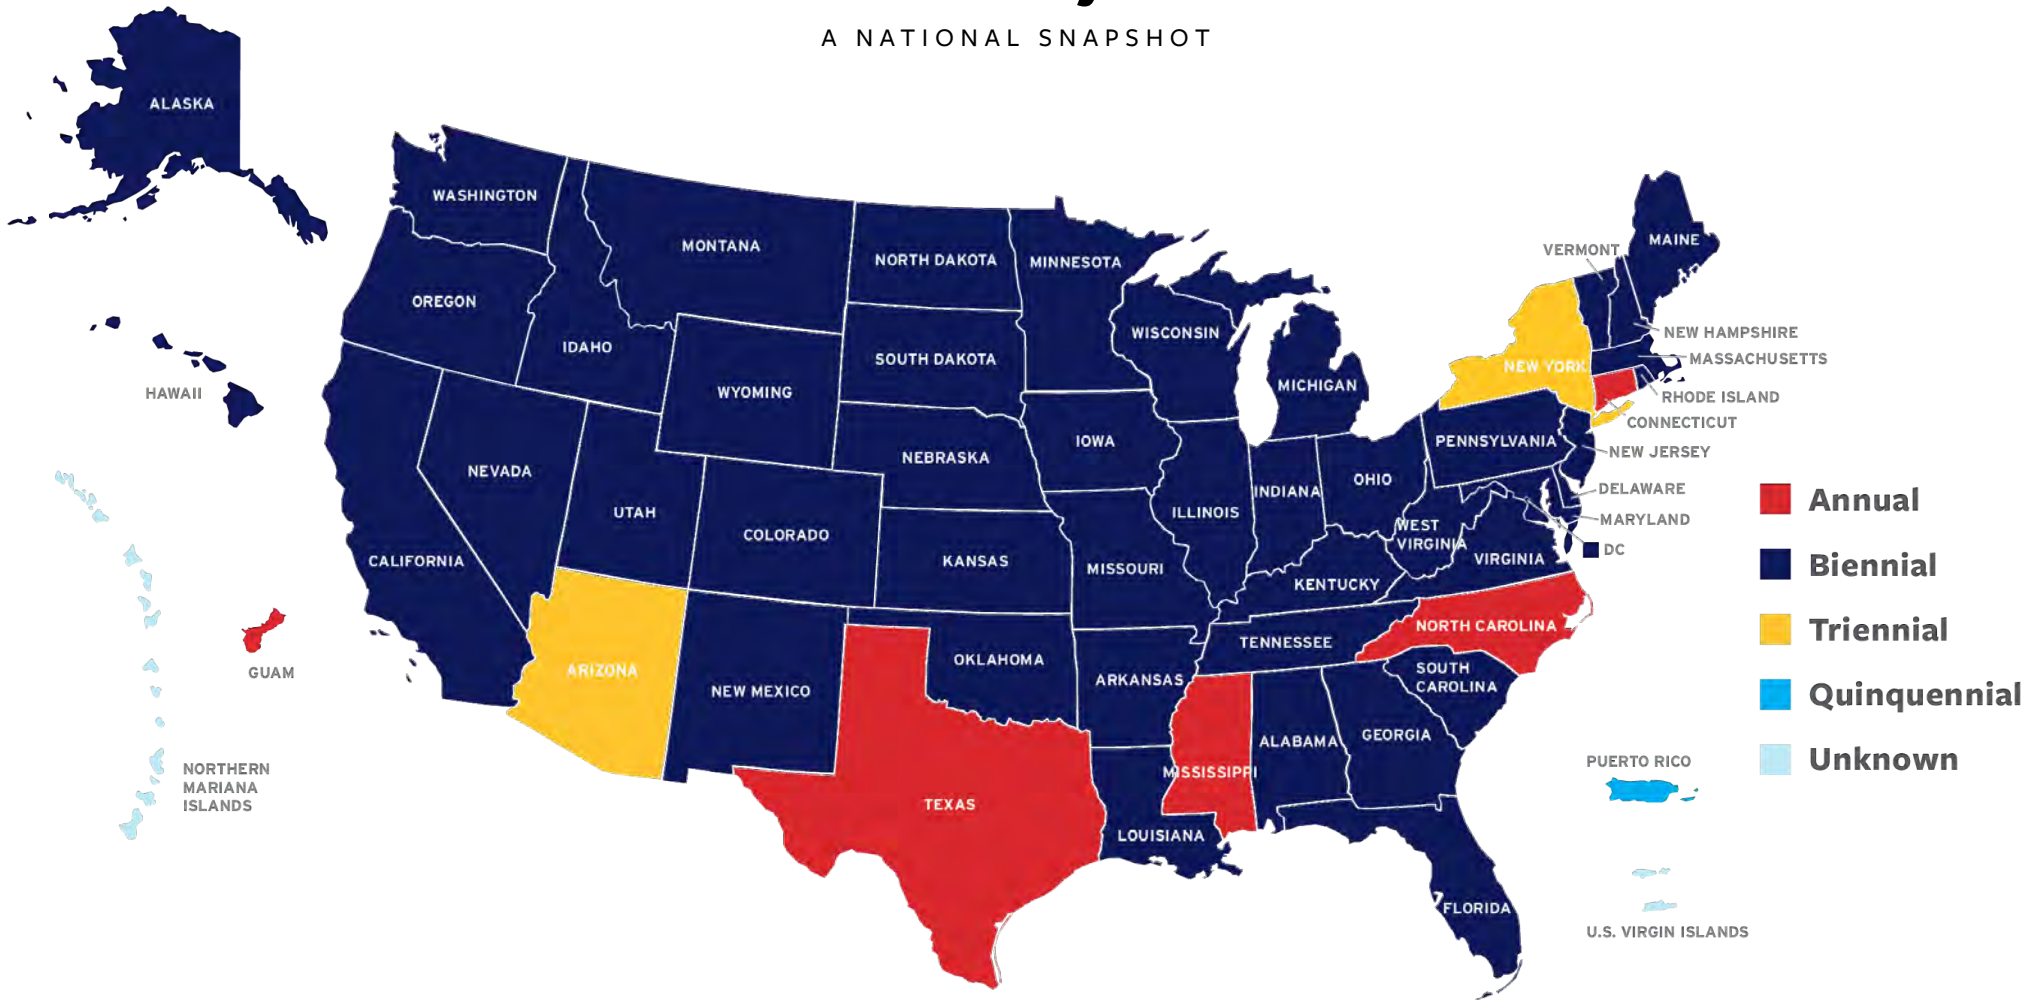 A NATIONAL SNAPSHOT
ALASKA
WASHINGTON
MONTANA
NORTH DAKOTA
MINNESOTA
VERMONT
MAINE
OREGON
IDAHO
WYOMING
SOUTH DAKOTA
WISCONSIN
MICHIGAN
NEW YORK
NEW HAMPSHIRE
MASSACHUSETTS
RHODE ISLAND
CONNECTICUT
NEW JERSEY
HAWAII
NEVADA
UTAH
COLORADO
NEBRASKA
IOWA
ILLINOIS
INDIANA
OHIO
PENNSYLVANIA
DELAWARE
MARYLAND
DC
CALIFORNIA
KANSAS
MISSOURI
KENTUCKY
WEST
VIRGINIA
VIRGINIA
GUAM
ARIZONA
NEW MEXICO
OKLAHOMA
ARKANSAS
TENNESSEE
NORTH CAROLINA
SOUTH
CAROLINA
TEXAS
LOUISIANA
MISSISSIPPI
ALABAMA
GEORGIA
FLORIDA
NORTHERN
MARIANA
ISLANDS
PUERTO RICO
U.S. VIRGIN ISLANDS
Annual
Biennial
Triennial
Quinquennial
Unknown